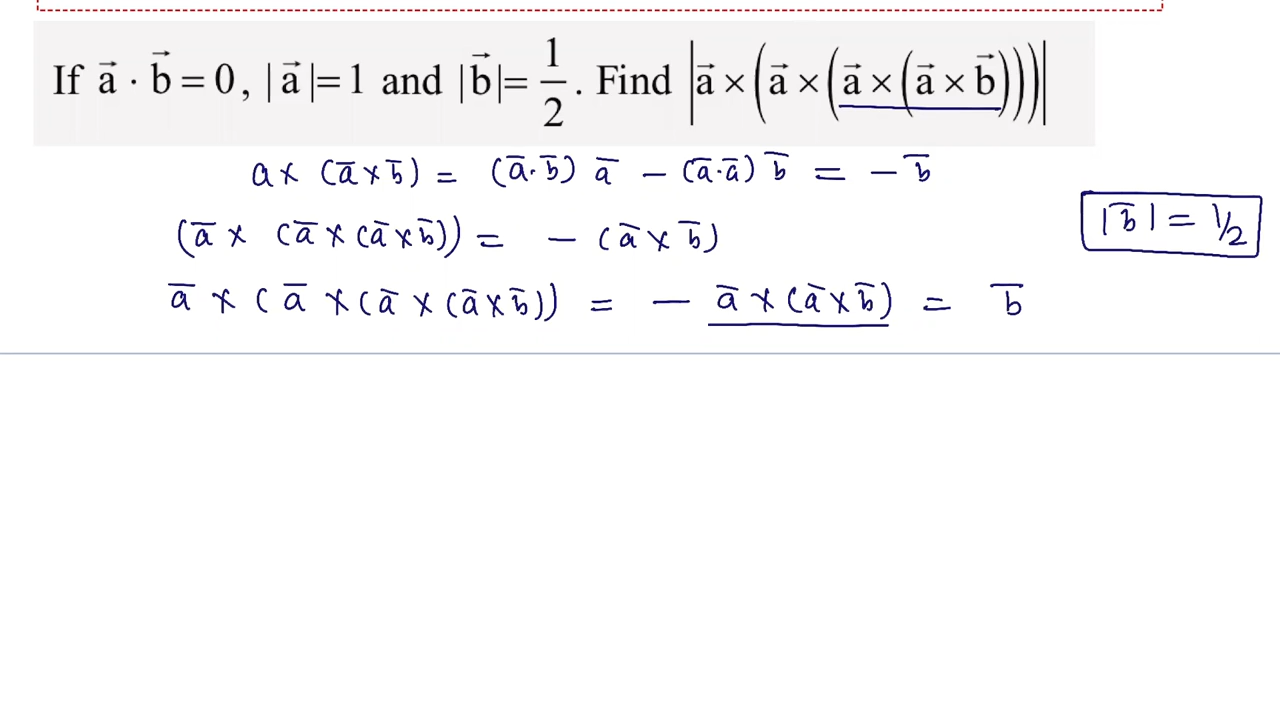 If a⃗ · b⃗ = 0, |a⃗| = 1 and |b⃗| = 1/2. Find |a⃗ × (a⃗ × (a⃗ × (a⃗ × b⃗)))|
a × (a̅ × b̅) = (a̅·b̅) a̅ − (a̅·a̅) b̅ = − b̅
|b̅| = 1/2
(a̅ × (a̅ × (a̅ × b̅)) = − (a̅ × b̅)
a̅ × (a̅ × (a̅ × (a̅ × b̅)) = − a̅ × (a̅ × b̅) = b̅